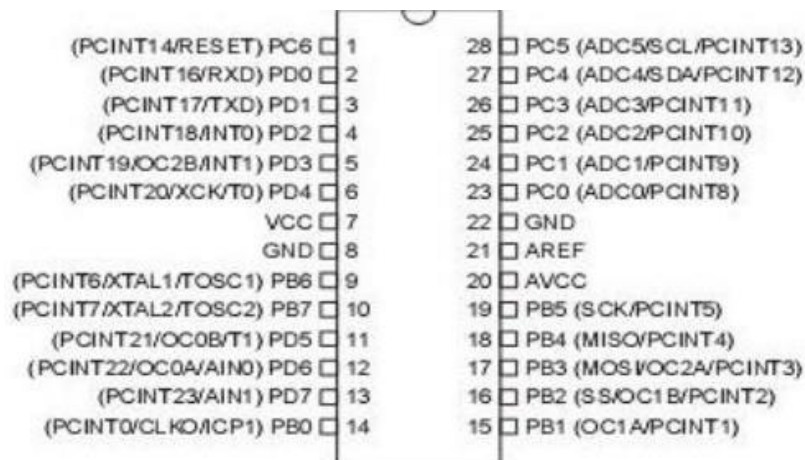 (PCINT14/RESET) PC6 1 28 PC5 (ADC5/SCL/PCINT13)
(PCINT16/RXD) PD0 2 27 PC4 (ADC4/SDA/PCINT12)
(PCINT17/TXD) PD1 3 26 PC3 (ADC3/PCINT11)
(PCINT18/INT0) PD2 4 25 PC2 (ADC2/PCINT10)
(PCINT19/OC2B/INT1) PD3 5 24 PC1 (ADC1/PCINT9)
(PCINT20/XCK/T0) PD4 6 23 PC0 (ADC0/PCINT8)
VCC 7 22 GND
GND 8 21 AREF
(PCINT6/XTAL1/TOSC1) PB6 9 20 AVCC
(PCINT7/XTAL2/TOSC2) PB7 10 19 PB5 (SCK/PCINT5)
(PCINT21/OC0B/T1) PD5 11 18 PB4 (MISO/PCINT4)
(PCINT22/OC0A/AIN0) PD6 12 17 PB3 (MOSI/OC2A/PCINT3)
(PCINT23/AIN1) PD7 13 16 PB2 (SS/OC1B/PCINT2)
(PCINT0/CLKO/ICP1) PB0 14 15 PB1 (OC1A/PCINT1)